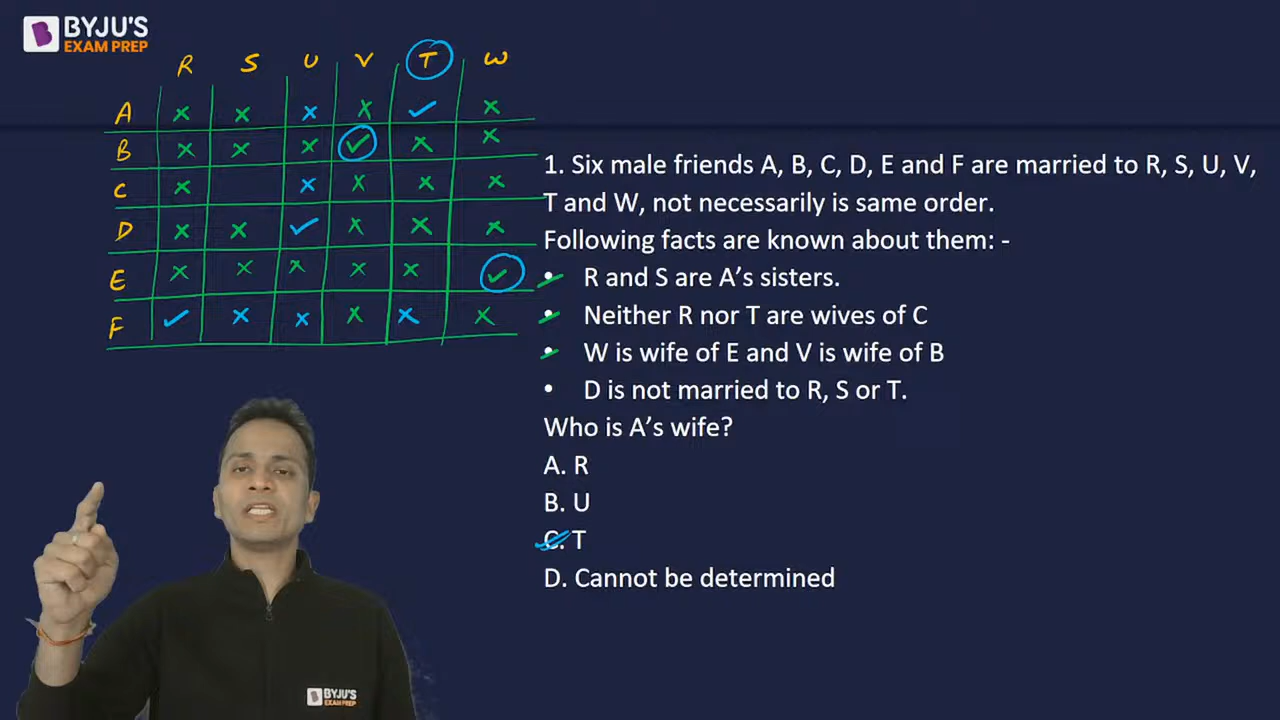 BYJU'S
EXAM PREP
R S U V T W
A × × × × ✓ ×
B × × × ✓ × ×
C × × × × ×
D × × ✓ × × ×
E × × × × × ✓
F ✓ × × × × ×
1. Six male friends A, B, C, D, E and F are married to R, S, U, V,
T and W, not necessarily is same order.
Following facts are known about them: -
• R and S are A’s sisters.
• Neither R nor T are wives of C
• W is wife of E and V is wife of B
• D is not married to R, S or T.
Who is A’s wife?
A. R
B. U
C. T
D. Cannot be determined
BYJU'S
EXAM PREP